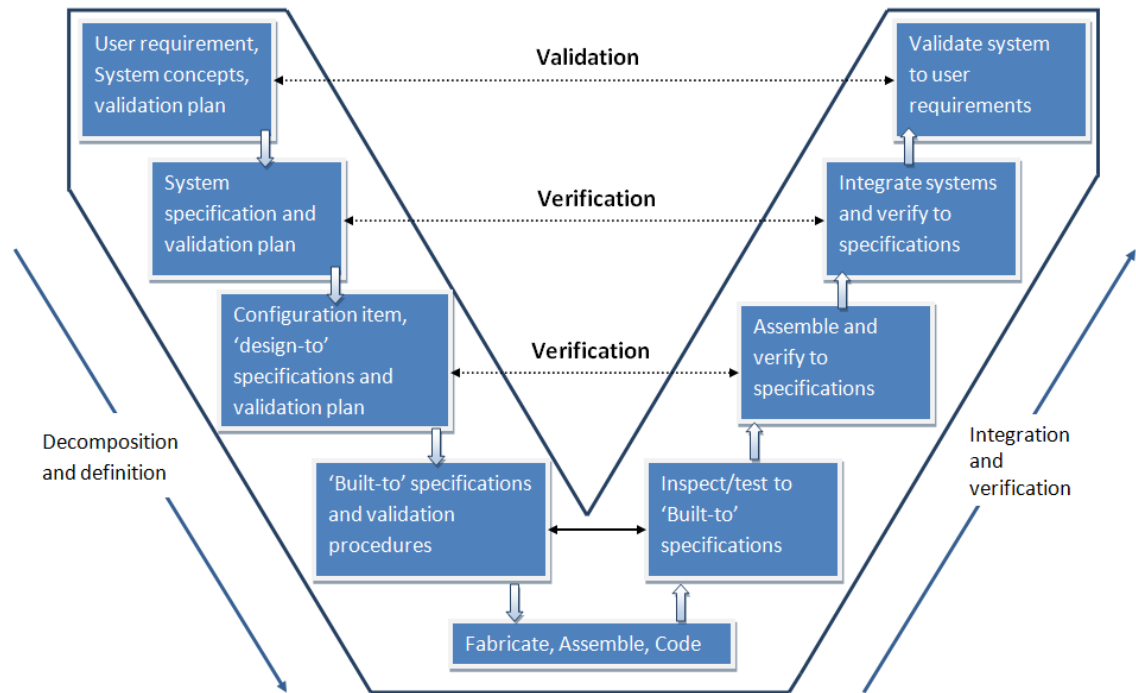 User requirement,
System concepts,
validation plan
Validation
Validate system
to user
requirements
System
specification and
validation plan
Verification
Integrate systems
and verify to
specifications
Configuration item,
‘design-to’
specifications and
validation plan
Verification
Assemble and
verify to
specifications
Decomposition
and definition
Integration
and
verification
‘Built-to’ specifications
and validation
procedures
Inspect/test to
‘Built-to’
specifications
Fabricate, Assemble, Code